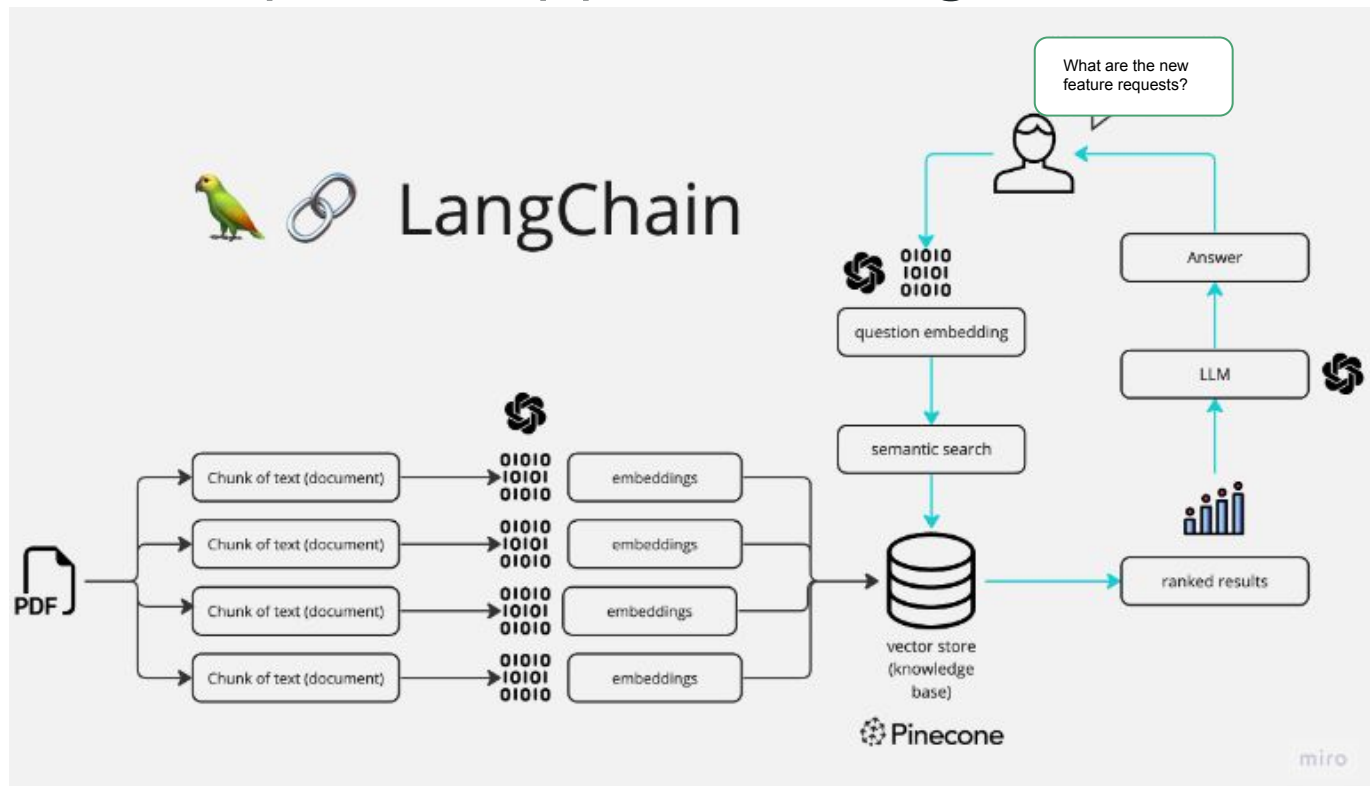 What are the new
feature requests?
LangChain
01010
10101
01010
question embedding
semantic search
Answer
LLM
ranked results
PDF
Chunk of text (document)
01010
10101
01010
embeddings
Chunk of text (document)
01010
10101
01010
embeddings
Chunk of text (document)
01010
10101
01010
embeddings
Chunk of text (document)
01010
10101
01010
embeddings
vector store
(knowledge
base)
Pinecone
miro